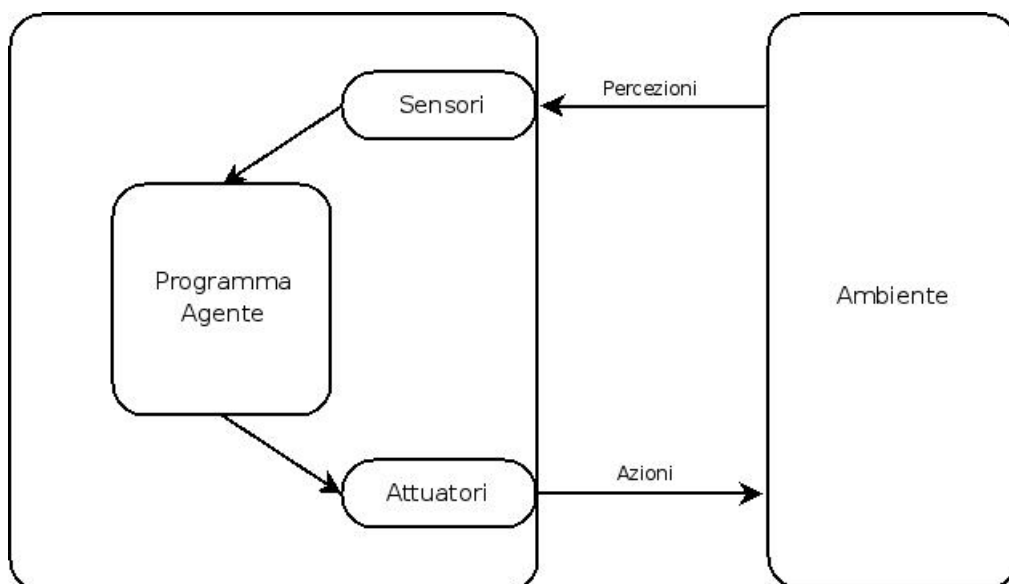 Percezioni
Sensori
Programma
Agente
Ambiente
Azioni
Attuatori